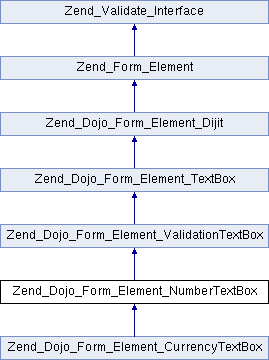 Zend_Validate_Interface
Zend_Form_Element
Zend_Dojo_Form_Element_Dijit
Zend_Dojo_Form_Element_TextBox
Zend_Dojo_Form_Element_ValidationTextBox
Zend_Dojo_Form_Element_NumberTextBox
Zend_Dojo_Form_Element_CurrencyTextBox